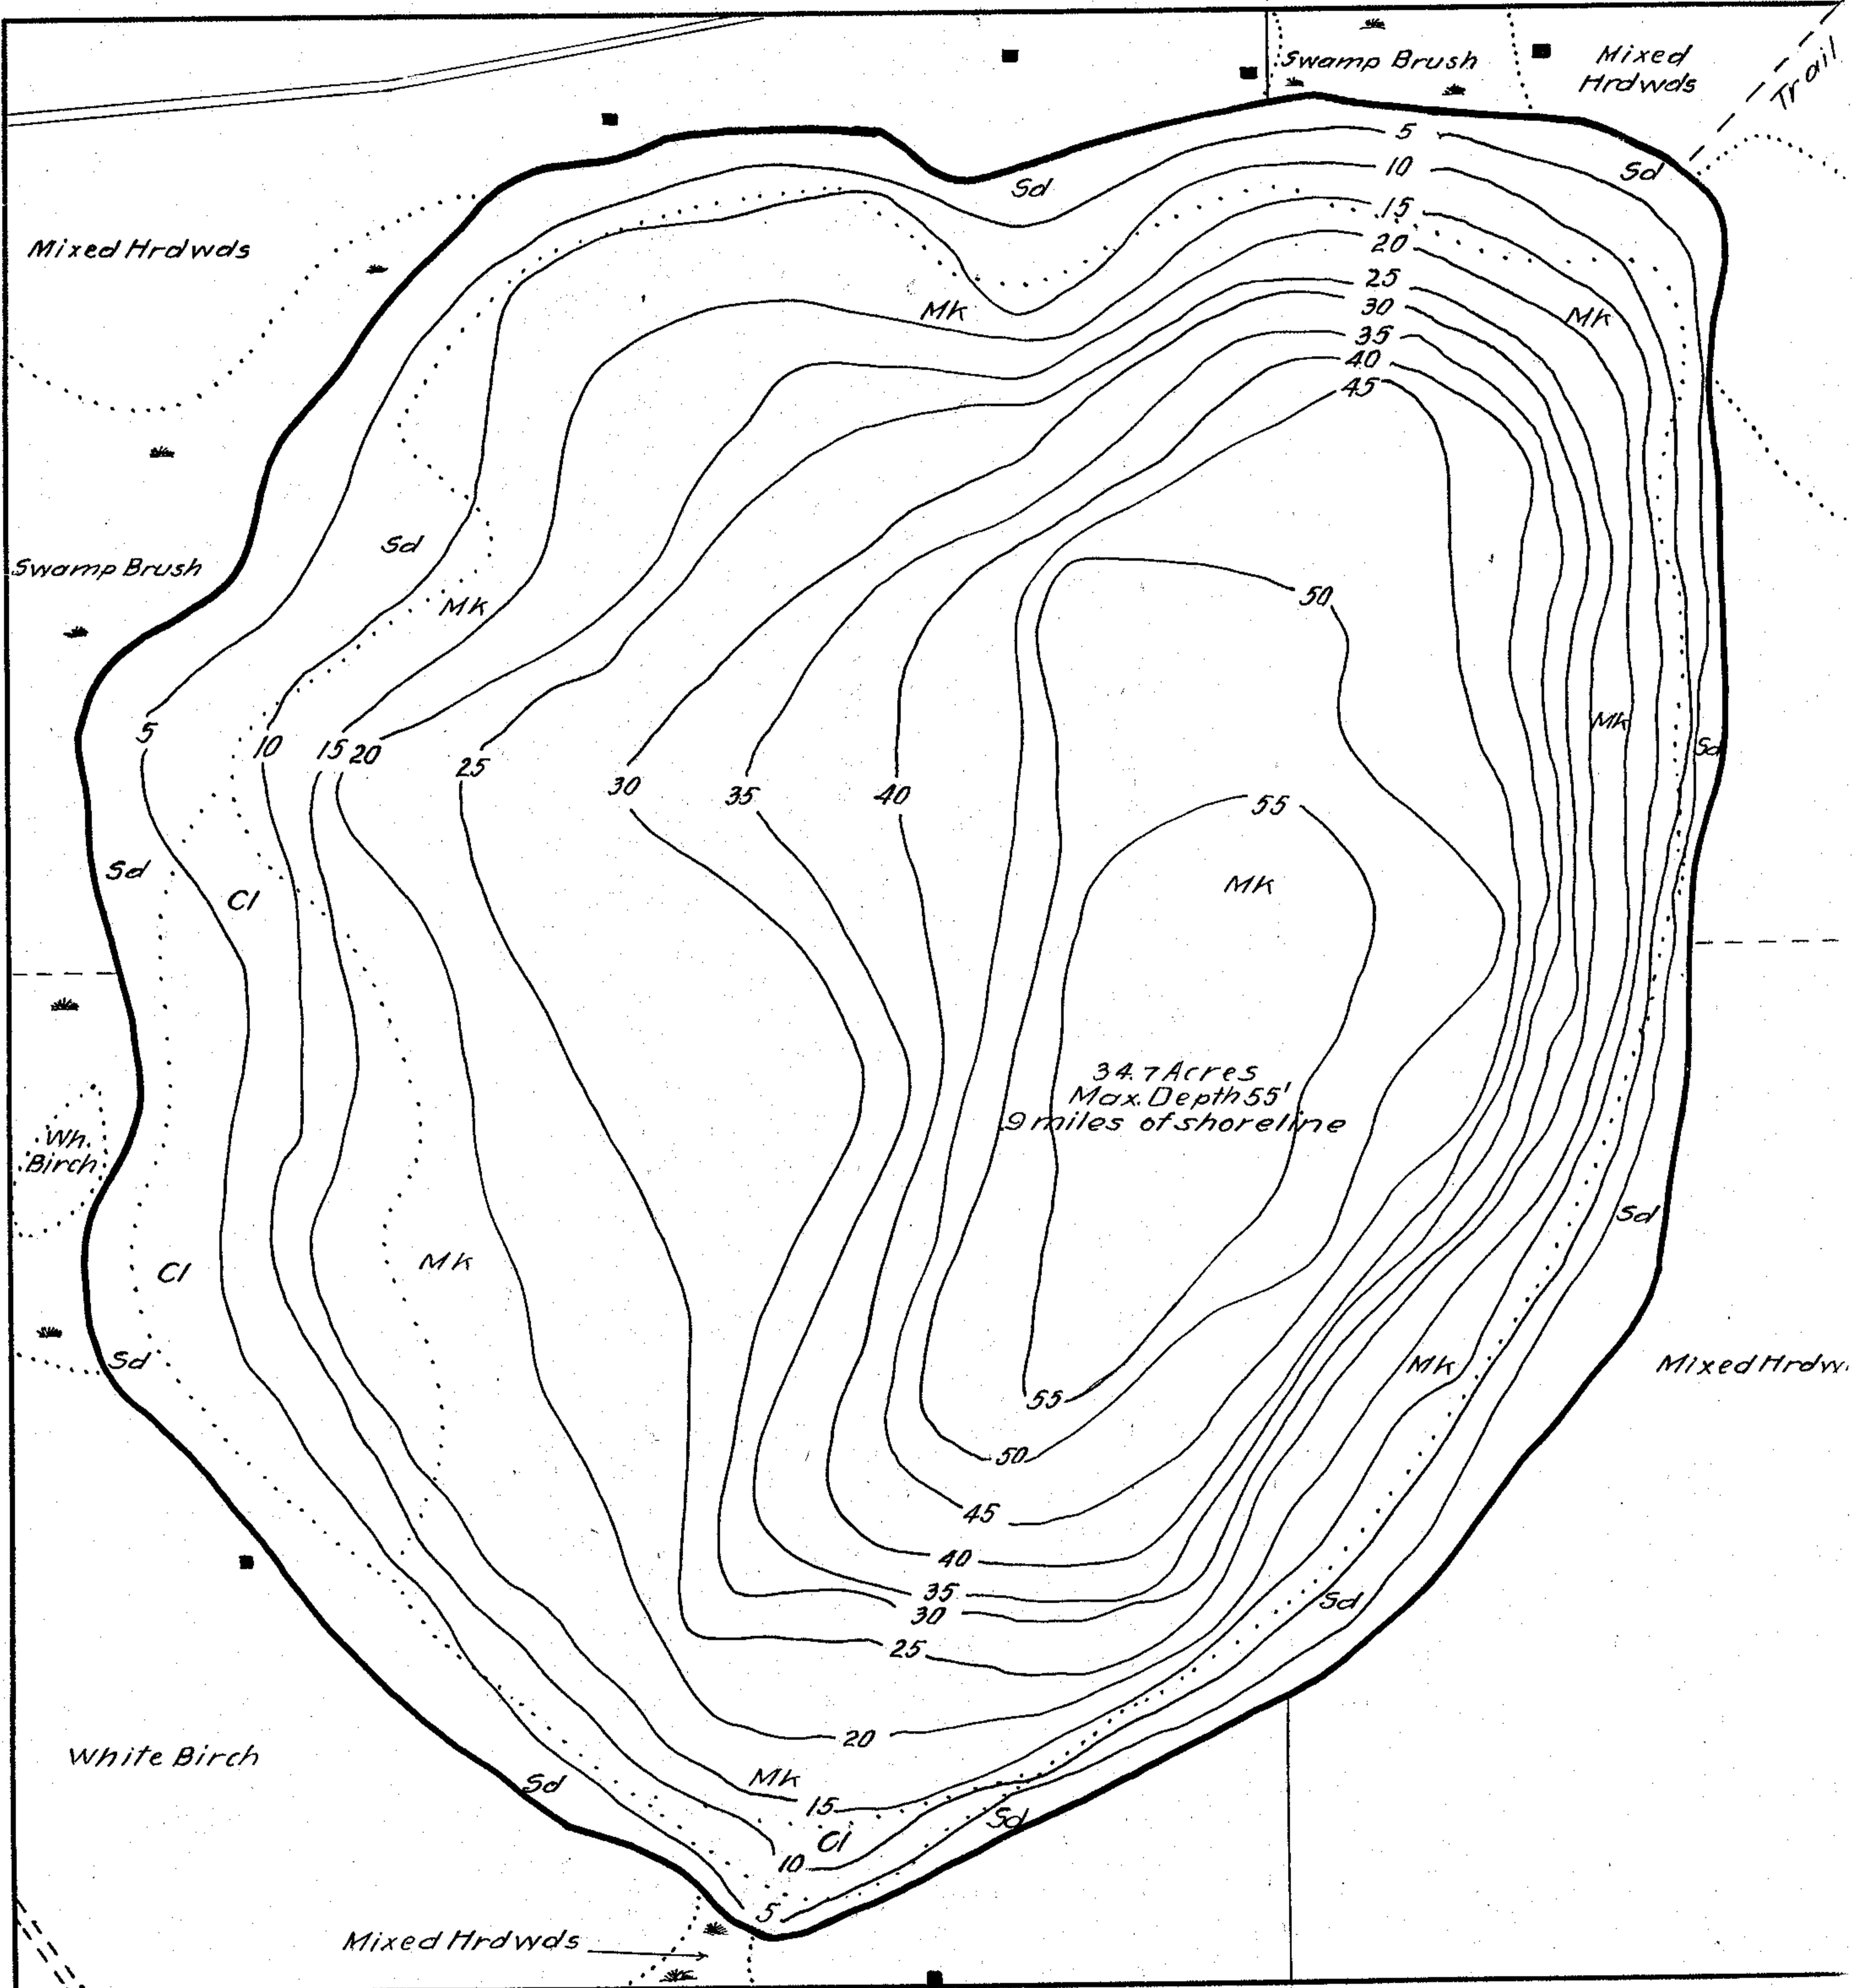 Swamp Brush
Mixed
Hrdwds
Trail
5
Sd
10
Sd
15
20
Mixed Hrdwds
25
Mk
30
Mk
35
40
45
Sd
Swamp Brush
Mk
50
5
10
15
20
Mk
Sd
25
30
35
40
55
Sd
Mk
Cl
34.7 Acres
Max. Depth 55'
.9 miles of shoreline
Wh.
Birch
Sd
Mk
Cl
Sd
Mk
Mixed Hrdw
55
50
45
40
35
30
Sd
25
20
White Birch
Sd
Mk
15
Sd
Cl
10
5
Mixed Hrdwds